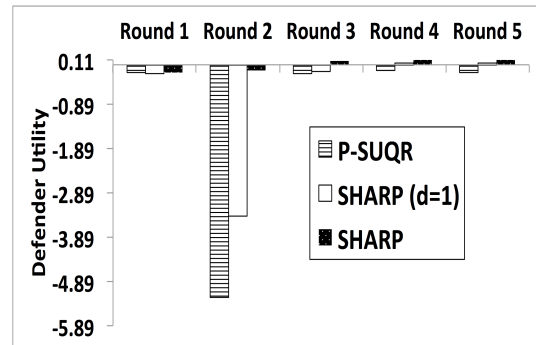 Round 1 Round 2 Round 3 Round 4 Round 5
0.11
-0.89
-1.89
-2.89
-3.89
-4.89
-5.89
Defender Utility
P-SUQR
SHARP (d=1)
SHARP